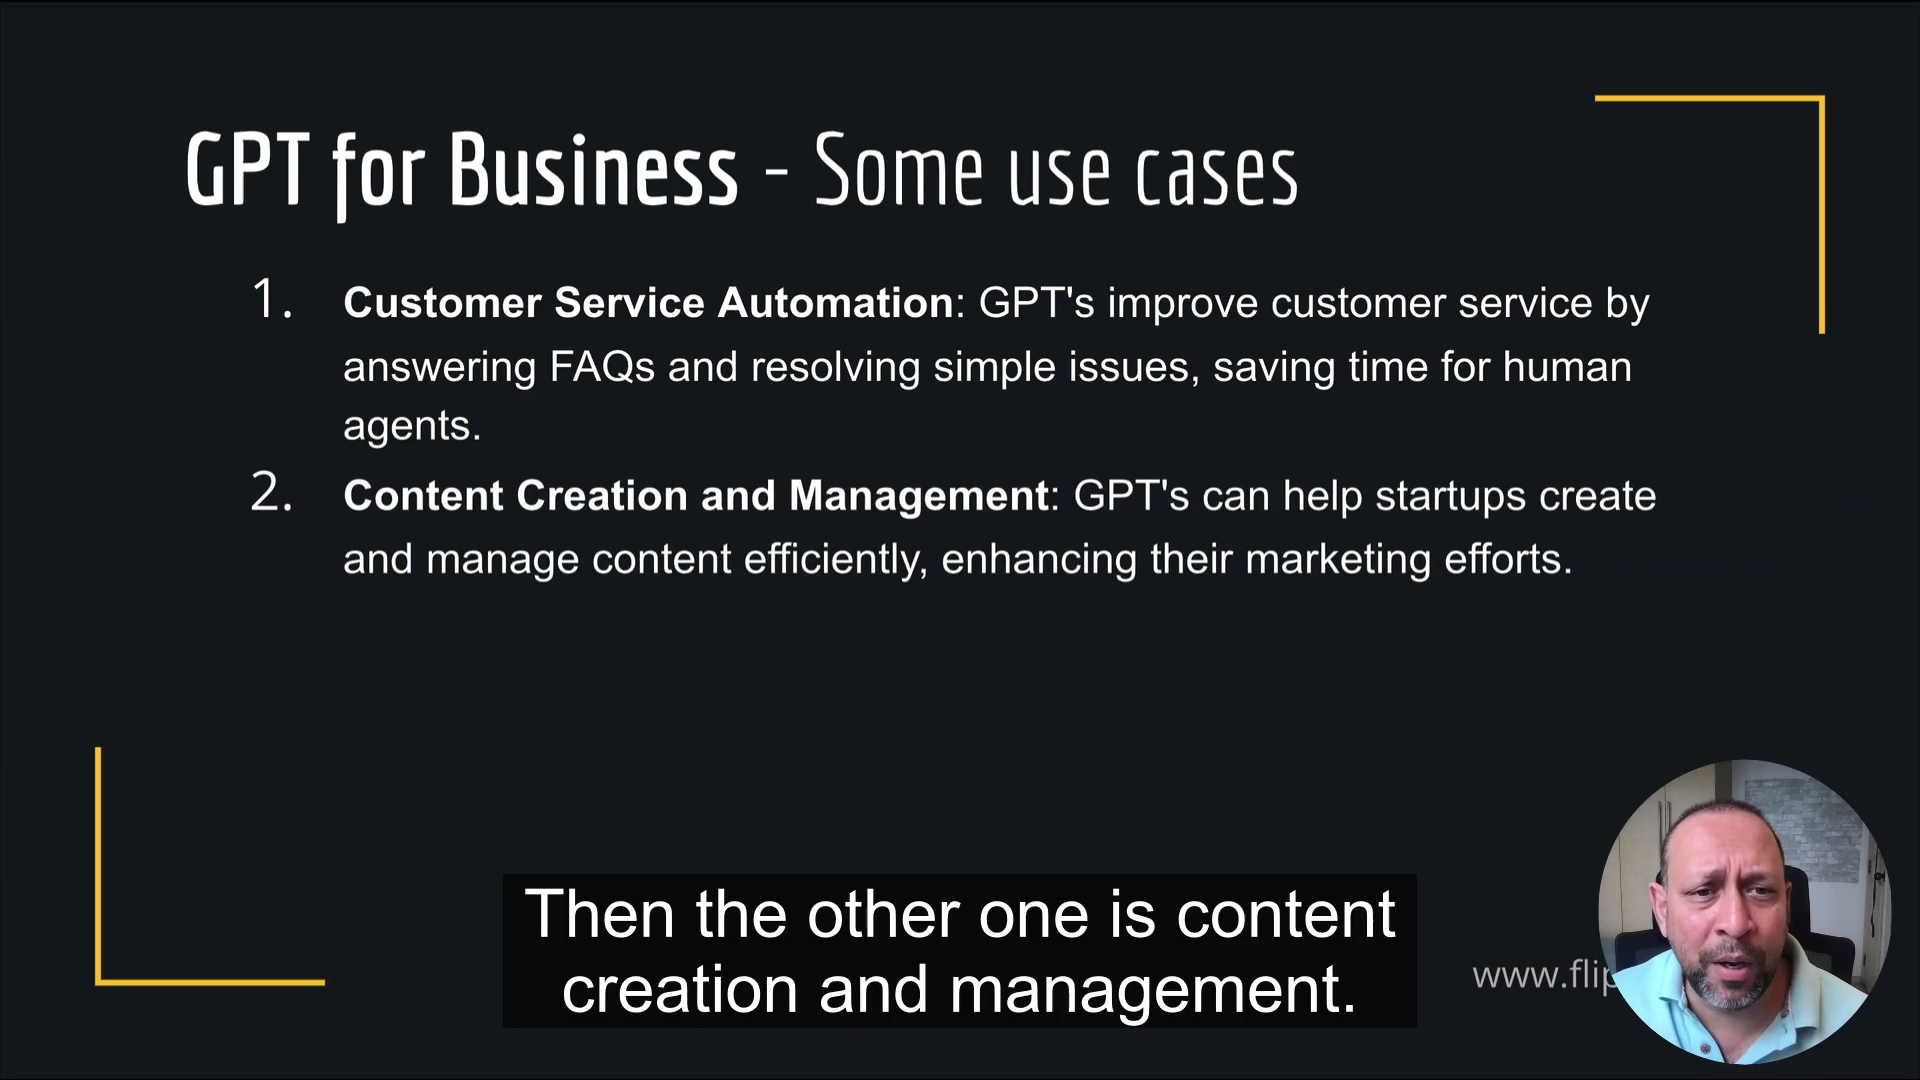 GPT for Business - Some use cases
1. Customer Service Automation: GPT's improve customer service by
answering FAQs and resolving simple issues, saving time for human
agents.
2. Content Creation and Management: GPT's can help startups create
and manage content efficiently, enhancing their marketing efforts.
Then the other one is content
creation and management.